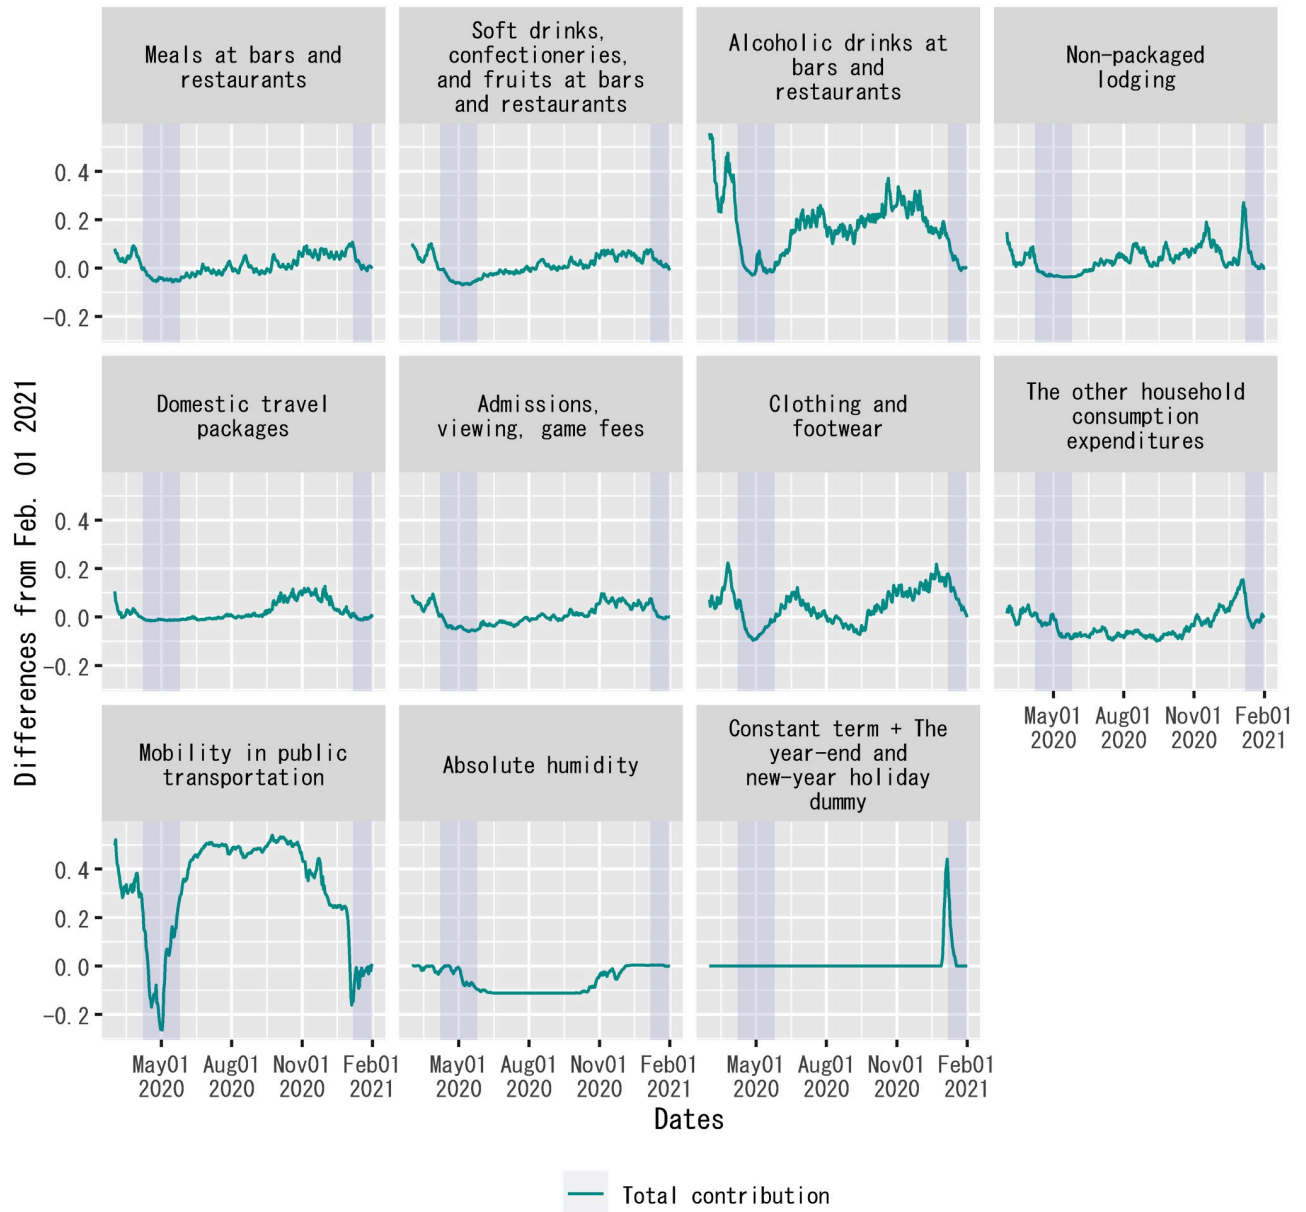 Meals at bars and
restaurants
Soft drinks,
confectioneries,
and fruits at bars
and restaurants
Alcoholic drinks at
bars and
restaurants
Non-packaged
lodging
0.4
0.2
0.0
-0.2
Domestic travel
packages
Admissions,
viewing, game fees
Clothing and
footwear
The other household
consumption
expenditures
0.4
0.2
0.0
-0.2
May01 Aug01 Nov01 Feb01
2020 2020 2020 2021
Differences from Feb. 01 2021
Mobility in public
transportation
Absolute humidity
Constant term + The
year-end and
new-year holiday
dummy
0.4
0.2
0.0
-0.2
May01 Aug01 Nov01 Feb01
2020 2020 2020 2021
May01 Aug01 Nov01 Feb01
2020 2020 2020 2021
May01 Aug01 Nov01 Feb01
2020 2020 2020 2021
Dates
Total contribution